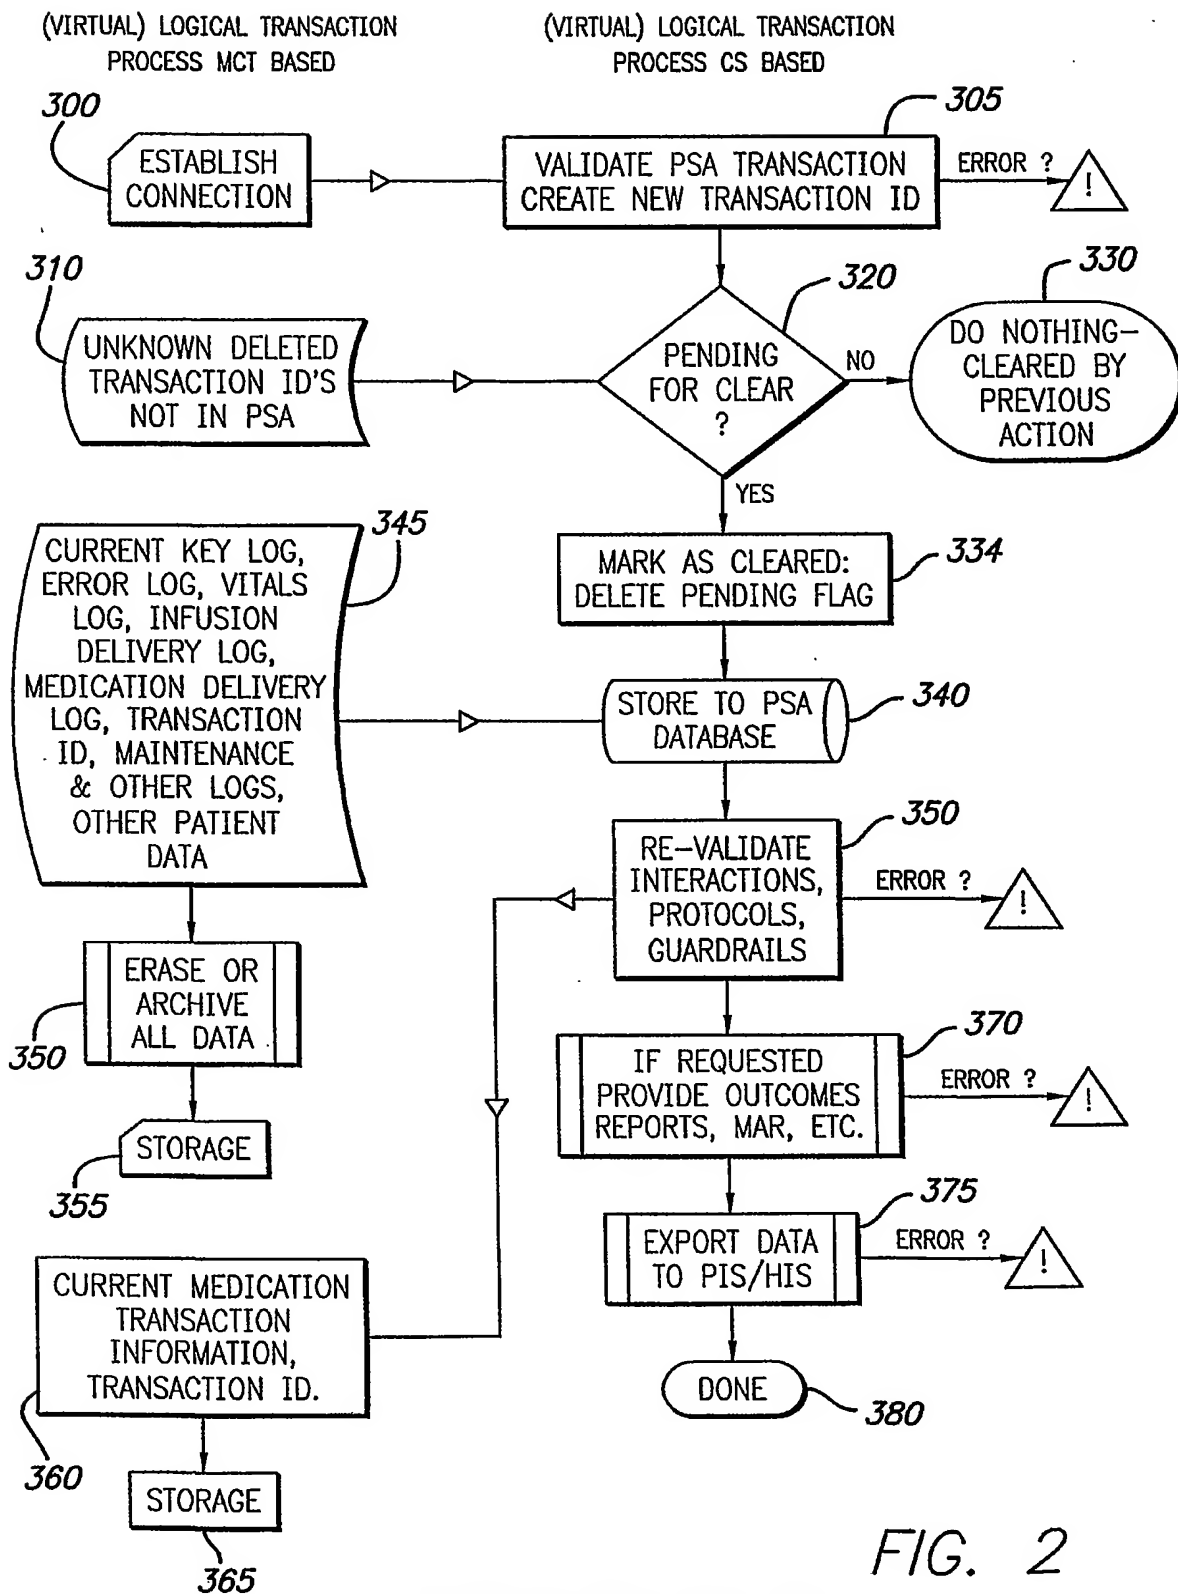 (VIRTUAL) LOGICAL TRANSACTION
PROCESS MCT BASED
(VIRTUAL) LOGICAL TRANSACTION
PROCESS CS BASED
300
ESTABLISH
CONNECTION
305
VALIDATE PSA TRANSACTION
CREATE NEW TRANSACTION ID
ERROR ?
!
310
UNKNOWN DELETED
TRANSACTION ID'S
NOT IN PSA
320
PENDING
FOR CLEAR
?
NO
330
DO NOTHING–
CLEARED BY
PREVIOUS
ACTION
YES
345
CURRENT KEY LOG,
ERROR LOG, VITALS
LOG, INFUSION
DELIVERY LOG,
MEDICATION DELIVERY
LOG, TRANSACTION
ID, MAINTENANCE
& OTHER LOGS,
OTHER PATIENT
DATA
334
MARK AS CLEARED:
DELETE PENDING FLAG
340
STORE TO PSA
DATABASE
350
RE–VALIDATE
INTERACTIONS,
PROTOCOLS,
GUARDRAILS
ERROR ?
!
350
ERASE OR
ARCHIVE
ALL DATA
370
IF REQUESTED
PROVIDE OUTCOMES
REPORTS, MAR, ETC.
ERROR ?
!
STORAGE
355
375
EXPORT DATA
TO PIS/HIS
ERROR ?
!
CURRENT MEDICATION
TRANSACTION
INFORMATION,
TRANSACTION ID.
360
DONE
380
STORAGE
365
FIG. 2